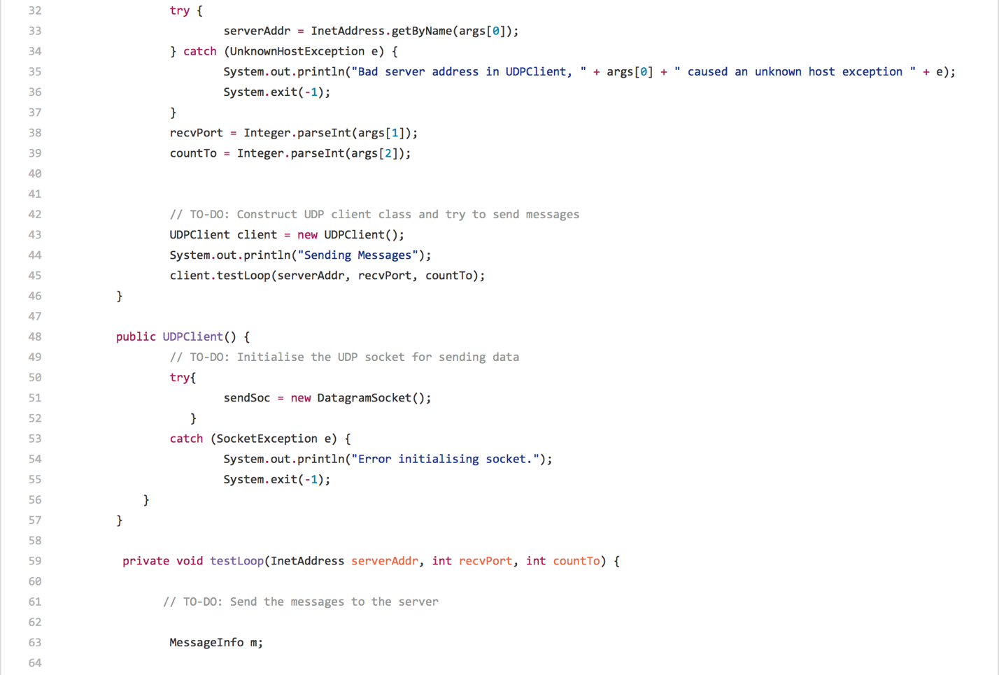 32 try {
33 serverAddr = InetAddress.getByName(args[0]);
34 } catch (UnknownHostException e) {
35 System.out.println("Bad server address in UDPClient, " + args[0] + " caused an unknown host exception " + e);
36 System.exit(-1);
37 }
38 recvPort = Integer.parseInt(args[1]);
39 countTo = Integer.parseInt(args[2]);
40
41
42 // TO-DO: Construct UDP client class and try to send messages
43 UDPClient client = new UDPClient();
44 System.out.println("Sending Messages");
45 client.testLoop(serverAddr, recvPort, countTo);
46 }
47
48 public UDPClient() {
49 // TO-DO: Initialise the UDP socket for sending data
50 try{
51 sendSoc = new DatagramSocket();
52 }
53 catch (SocketException e) {
54 System.out.println("Error initialising socket.");
55 System.exit(-1);
56 }
57 }
58
59 private void testLoop(InetAddress serverAddr, int recvPort, int countTo) {
60
61 // TO-DO: Send the messages to the server
62
63 MessageInfo m;
64